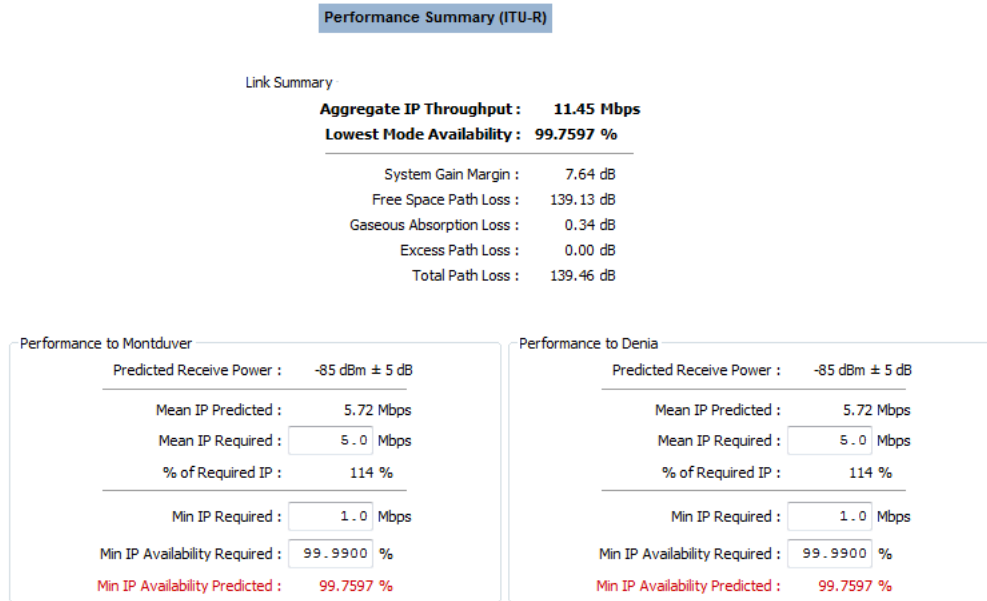 Performance Summary (ITU-R)
Link Summary
Aggregate IP Throughput : 11.45 Mbps
Lowest Mode Availability : 99.7597 %
System Gain Margin : 7.64 dB
Free Space Path Loss : 139.13 dB
Gaseous Absorption Loss : 0.34 dB
Excess Path Loss : 0.00 dB
Total Path Loss : 139.46 dB
Performance to Montduver
Predicted Receive Power : -85 dBm ± 5 dB
Mean IP Predicted : 5.72 Mbps
Mean IP Required : 5.0 Mbps
% of Required IP : 114 %
Min IP Required : 1.0 Mbps
Min IP Availability Required : 99.9900 %
Min IP Availability Predicted : 99.7597 %
Performance to Denia
Predicted Receive Power : -85 dBm ± 5 dB
Mean IP Predicted : 5.72 Mbps
Mean IP Required : 5.0 Mbps
% of Required IP : 114 %
Min IP Required : 1.0 Mbps
Min IP Availability Required : 99.9900 %
Min IP Availability Predicted : 99.7597 %